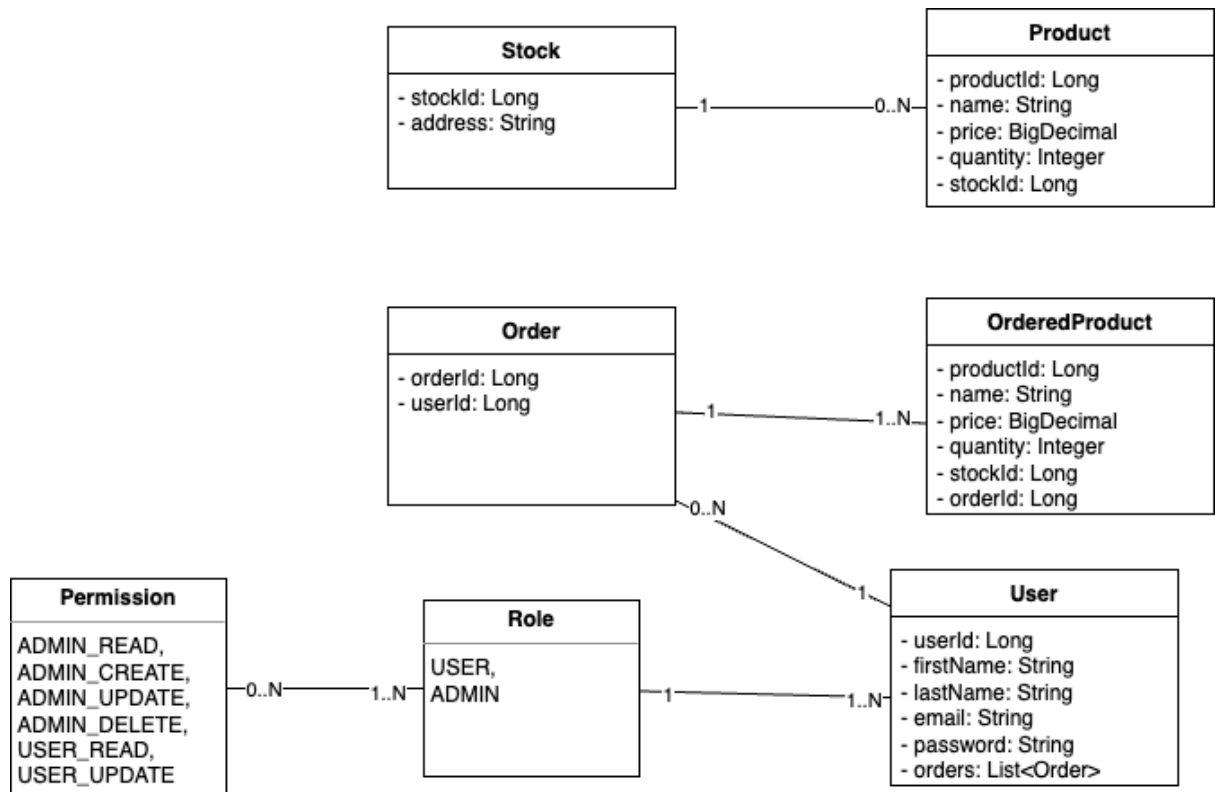 Stock
- stockId: Long
- address: String
1
0..N
Product
- productId: Long
- name: String
- price: BigDecimal
- quantity: Integer
- stockId: Long
Order
- orderId: Long
- userId: Long
1
1..N
OrderedProduct
- productId: Long
- name: String
- price: BigDecimal
- quantity: Integer
- stockId: Long
- orderId: Long
0..N
1
Permission
ADMIN_READ,
ADMIN_CREATE,
ADMIN_UPDATE,
ADMIN_DELETE,
USER_READ,
USER_UPDATE
0..N
1..N
Role
USER,
ADMIN
1
1..N
User
- userId: Long
- firstName: String
- lastName: String
- email: String
- password: String
- orders: List<Order>